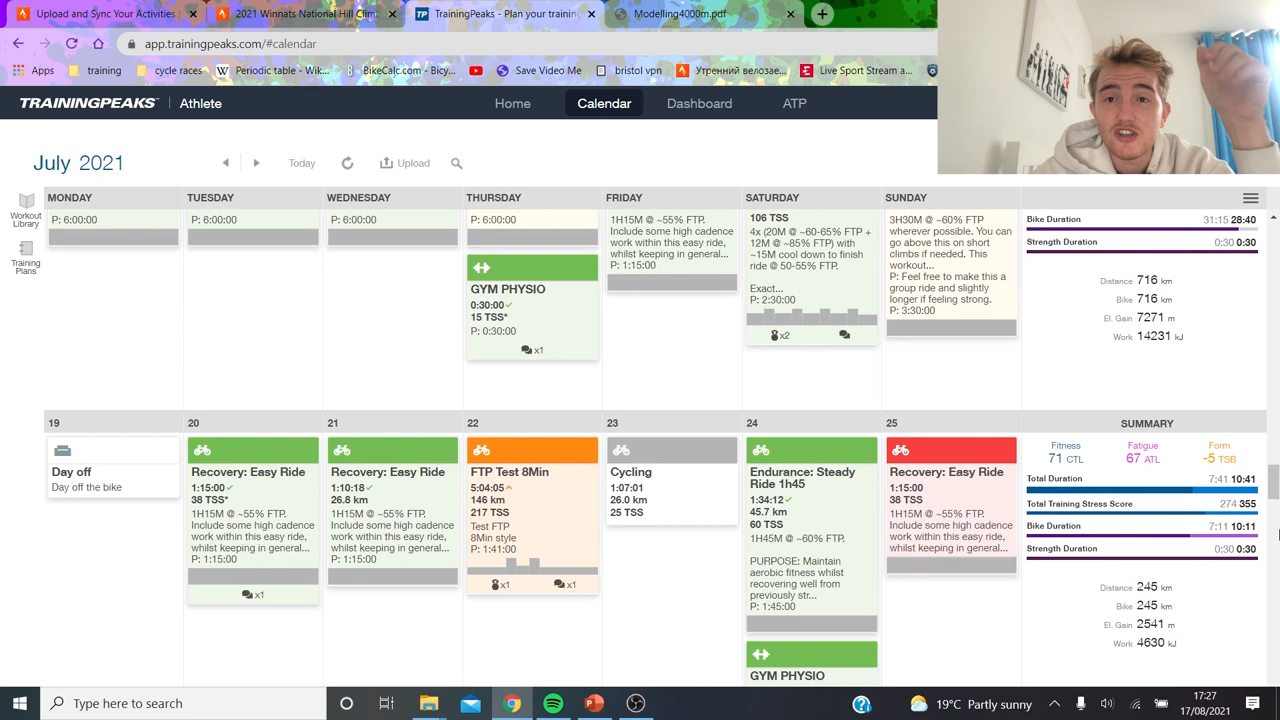 Upload and Sync Your Activities
2021 Winnats National Hill Clim
TrainingPeaks - Plan your training
Modelling4000m.pdf
app.trainingpeaks.com/#calendar
Apps
training
cycle races
Periodic table - Wik...
BikeCalc.com - Bicy...
Save Video Me
bristol vpn
Утренний велозае...
Live Sport Stream a...
TRAININGPEAKS
Athlete
Home
Calendar
Dashboard
ATP
July 2021
Today
Upload
Workout
Library
Training
Plans
MONDAY
TUESDAY
WEDNESDAY
THURSDAY
FRIDAY
SATURDAY
SUNDAY
P: 6:00:00
P: 6:00:00
P: 6:00:00
P: 6:00:00
GYM PHYSIO
0:30:00
15 TSS*
P: 0:30:00
x1
1H15M @ ~55% FTP.
Include some high cadence
work within this easy ride,
whilst keeping in general...
P: 1:15:00
106 TSS
4x (20M @ ~60-65% FTP +
12M @ ~85% FTP) with
~15M cool down to finish
ride @ 50-55% FTP.
Exact...
P: 2:30:00
x2
3H30M @ ~60% FTP
wherever possible. You can
go above this on short
climbs if needed. This
workout...
P: Feel free to make this a
group ride and slightly
longer if feeling strong.
P: 3:30:00
Bike Duration 31:15 28:40
Strength Duration 0:30 0:30
Distance 716 km
Bike 716 km
El. Gain 7271 m
Work 14231 kJ
19
Day off
Day off the bike
20
Recovery: Easy Ride
1:15:00
38 TSS*
1H15M @ ~55% FTP.
Include some high cadence
work within this easy ride,
whilst keeping in general...
P: 1:15:00
x1
21
Recovery: Easy Ride
1:10:18
26.8 km
1H15M @ ~55% FTP.
Include some high cadence
work within this easy ride,
whilst keeping in general...
P: 1:15:00
22
FTP Test 8Min
5:04:05
146 km
217 TSS
Test FTP
8Min style
P: 1:41:00
x1
x1
23
Cycling
1:07:01
26.0 km
25 TSS
24
Endurance: Steady
Ride 1h45
1:34:12
45.7 km
60 TSS
1H45M @ ~60% FTP.
PURPOSE: Maintain
aerobic fitness whilst
recovering well from
previously str...
P: 1:45:00
GYM PHYSIO
25
Recovery: Easy Ride
1:15:00
38 TSS
1H15M @ ~55% FTP.
Include some high cadence
work within this easy ride,
whilst keeping in general...
SUMMARY
Fitness
71 CTL
Fatigue
67 ATL
Form
-5 TSB
Total Duration 7:41 10:41
Total Training Stress Score 274 355
Bike Duration 7:11 10:11
Strength Duration 0:30 0:30
Distance 245 km
Bike 245 km
El. Gain 2541 m
Work 4630 kJ
Type here to search
19°C Partly sunny
17:27
17/08/2021